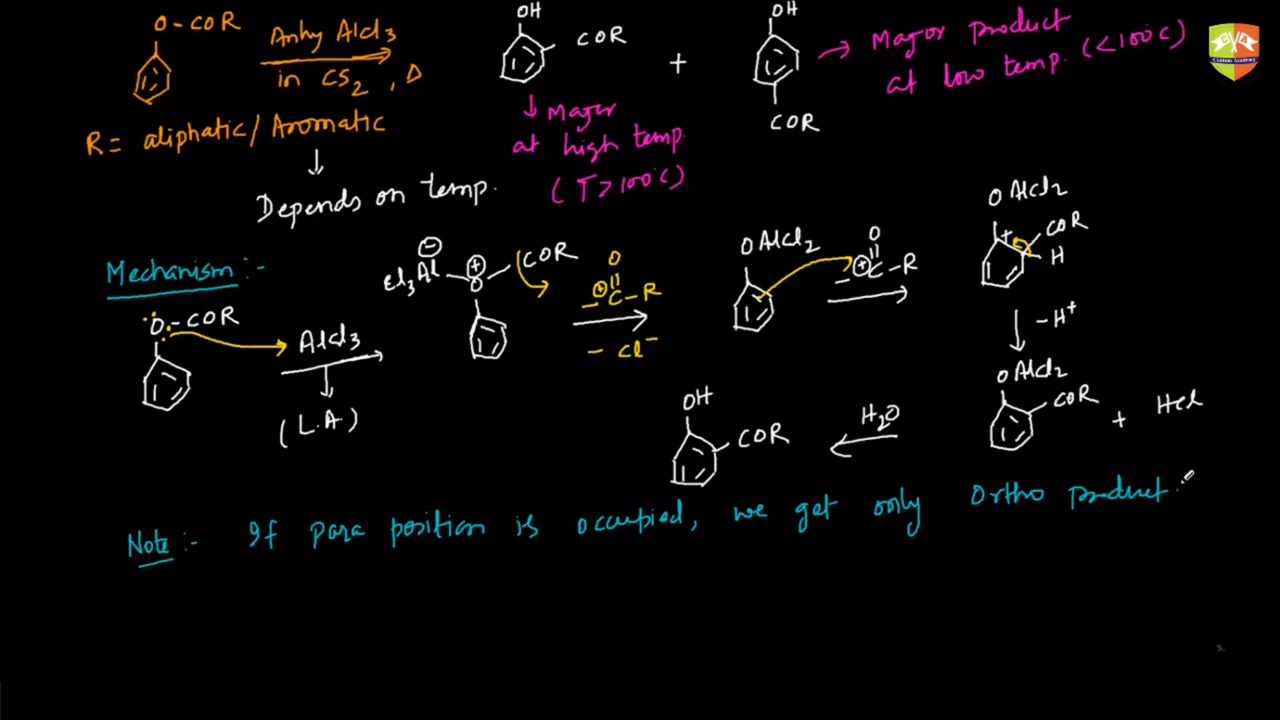 O-COR
Anhy AlCl3
in CS2, Δ
OH
COR
+
OH
COR
Major product
at low temp. (<100°C)
R = aliphatic/Aromatic
Major
at high temp.
(T>100°C)
Depends on temp.
Mechanism :-
O-COR
AlCl3
(L.A)
⊖
Cl3Al
⊕
O
COR
O
⊕
- C-R
- Cl-
OAlCl2
O
⊕
- C-R
OAlCl2
+
COR
H
-H+
OAlCl2
COR
+ HCl
H2O
OH
COR
Note :- If para position is occupied, we get only Ortho product.
5.